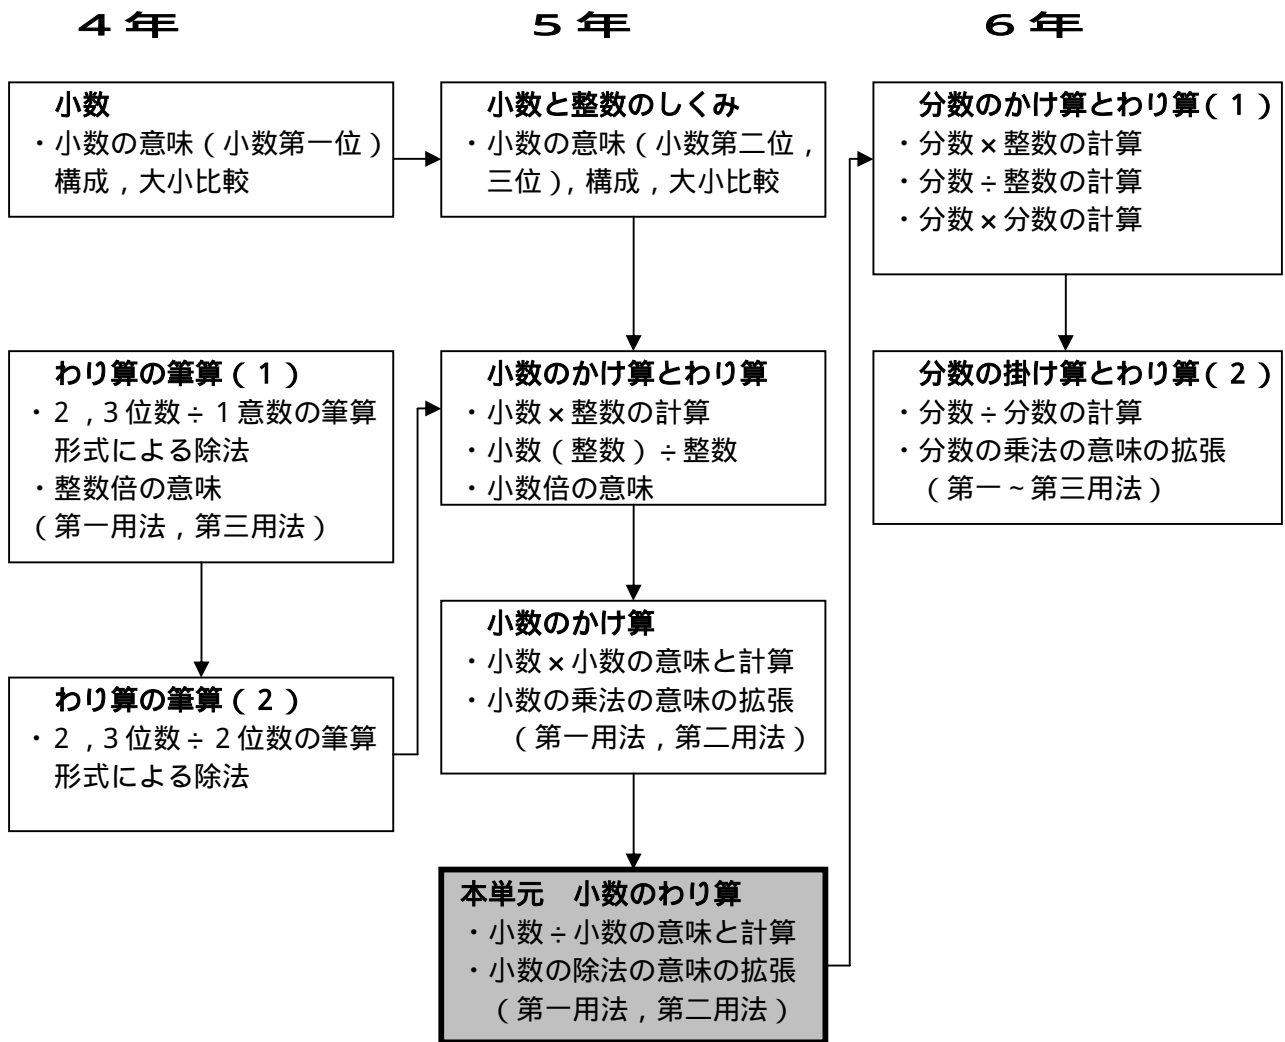 ４年
５年
６年
小数
・小数の意味（小数第一位）
構成，大小比較
わり算の筆算（１）
・２，３位数÷１意数の筆算
形式による除法
・整数倍の意味
（第一用法，第三用法）
わり算の筆算（２）
・２，３位数÷２位数の筆算
形式による除法
小数と整数のしくみ
・小数の意味（小数第二位，
三位），構成，大小比較
小数のかけ算とわり算
・小数×整数の計算
・小数（整数）÷整数
・小数倍の意味
小数のかけ算
・小数×小数の意味と計算
・小数の乗法の意味の拡張
（第一用法，第二用法）
本単元　小数のわり算
・小数÷小数の意味と計算
・小数の除法の意味の拡張
（第一用法，第二用法）
分数のかけ算とわり算（１）
・分数×整数の計算
・分数÷整数の計算
・分数×分数の計算
分数の掛け算とわり算（２）
・分数÷分数の計算
・分数の乗法の意味の拡張
（第一～第三用法）